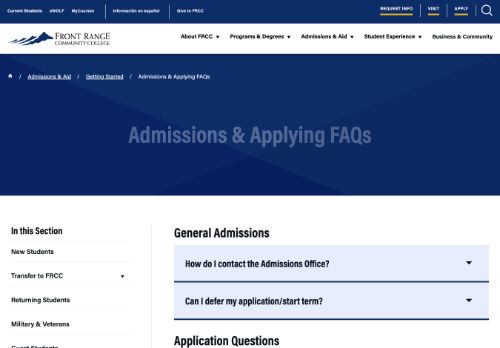 Current Students eWOLF MyCourses Información en español Give to FRCC REQUEST INFO VISIT APPLY
FRONT RANGE
COMMUNITY COLLEGE
About FRCC Programs & Degrees Admissions & Aid Student Experience Business & Community
/ Admissions & Aid / Getting Started / Admissions & Applying FAQs
Admissions & Applying FAQs
In this Section
New Students
Transfer to FRCC
Returning Students
Military & Veterans
Guest Students
General Admissions
How do I contact the Admissions Office?
Can I defer my application/start term?
Application Questions